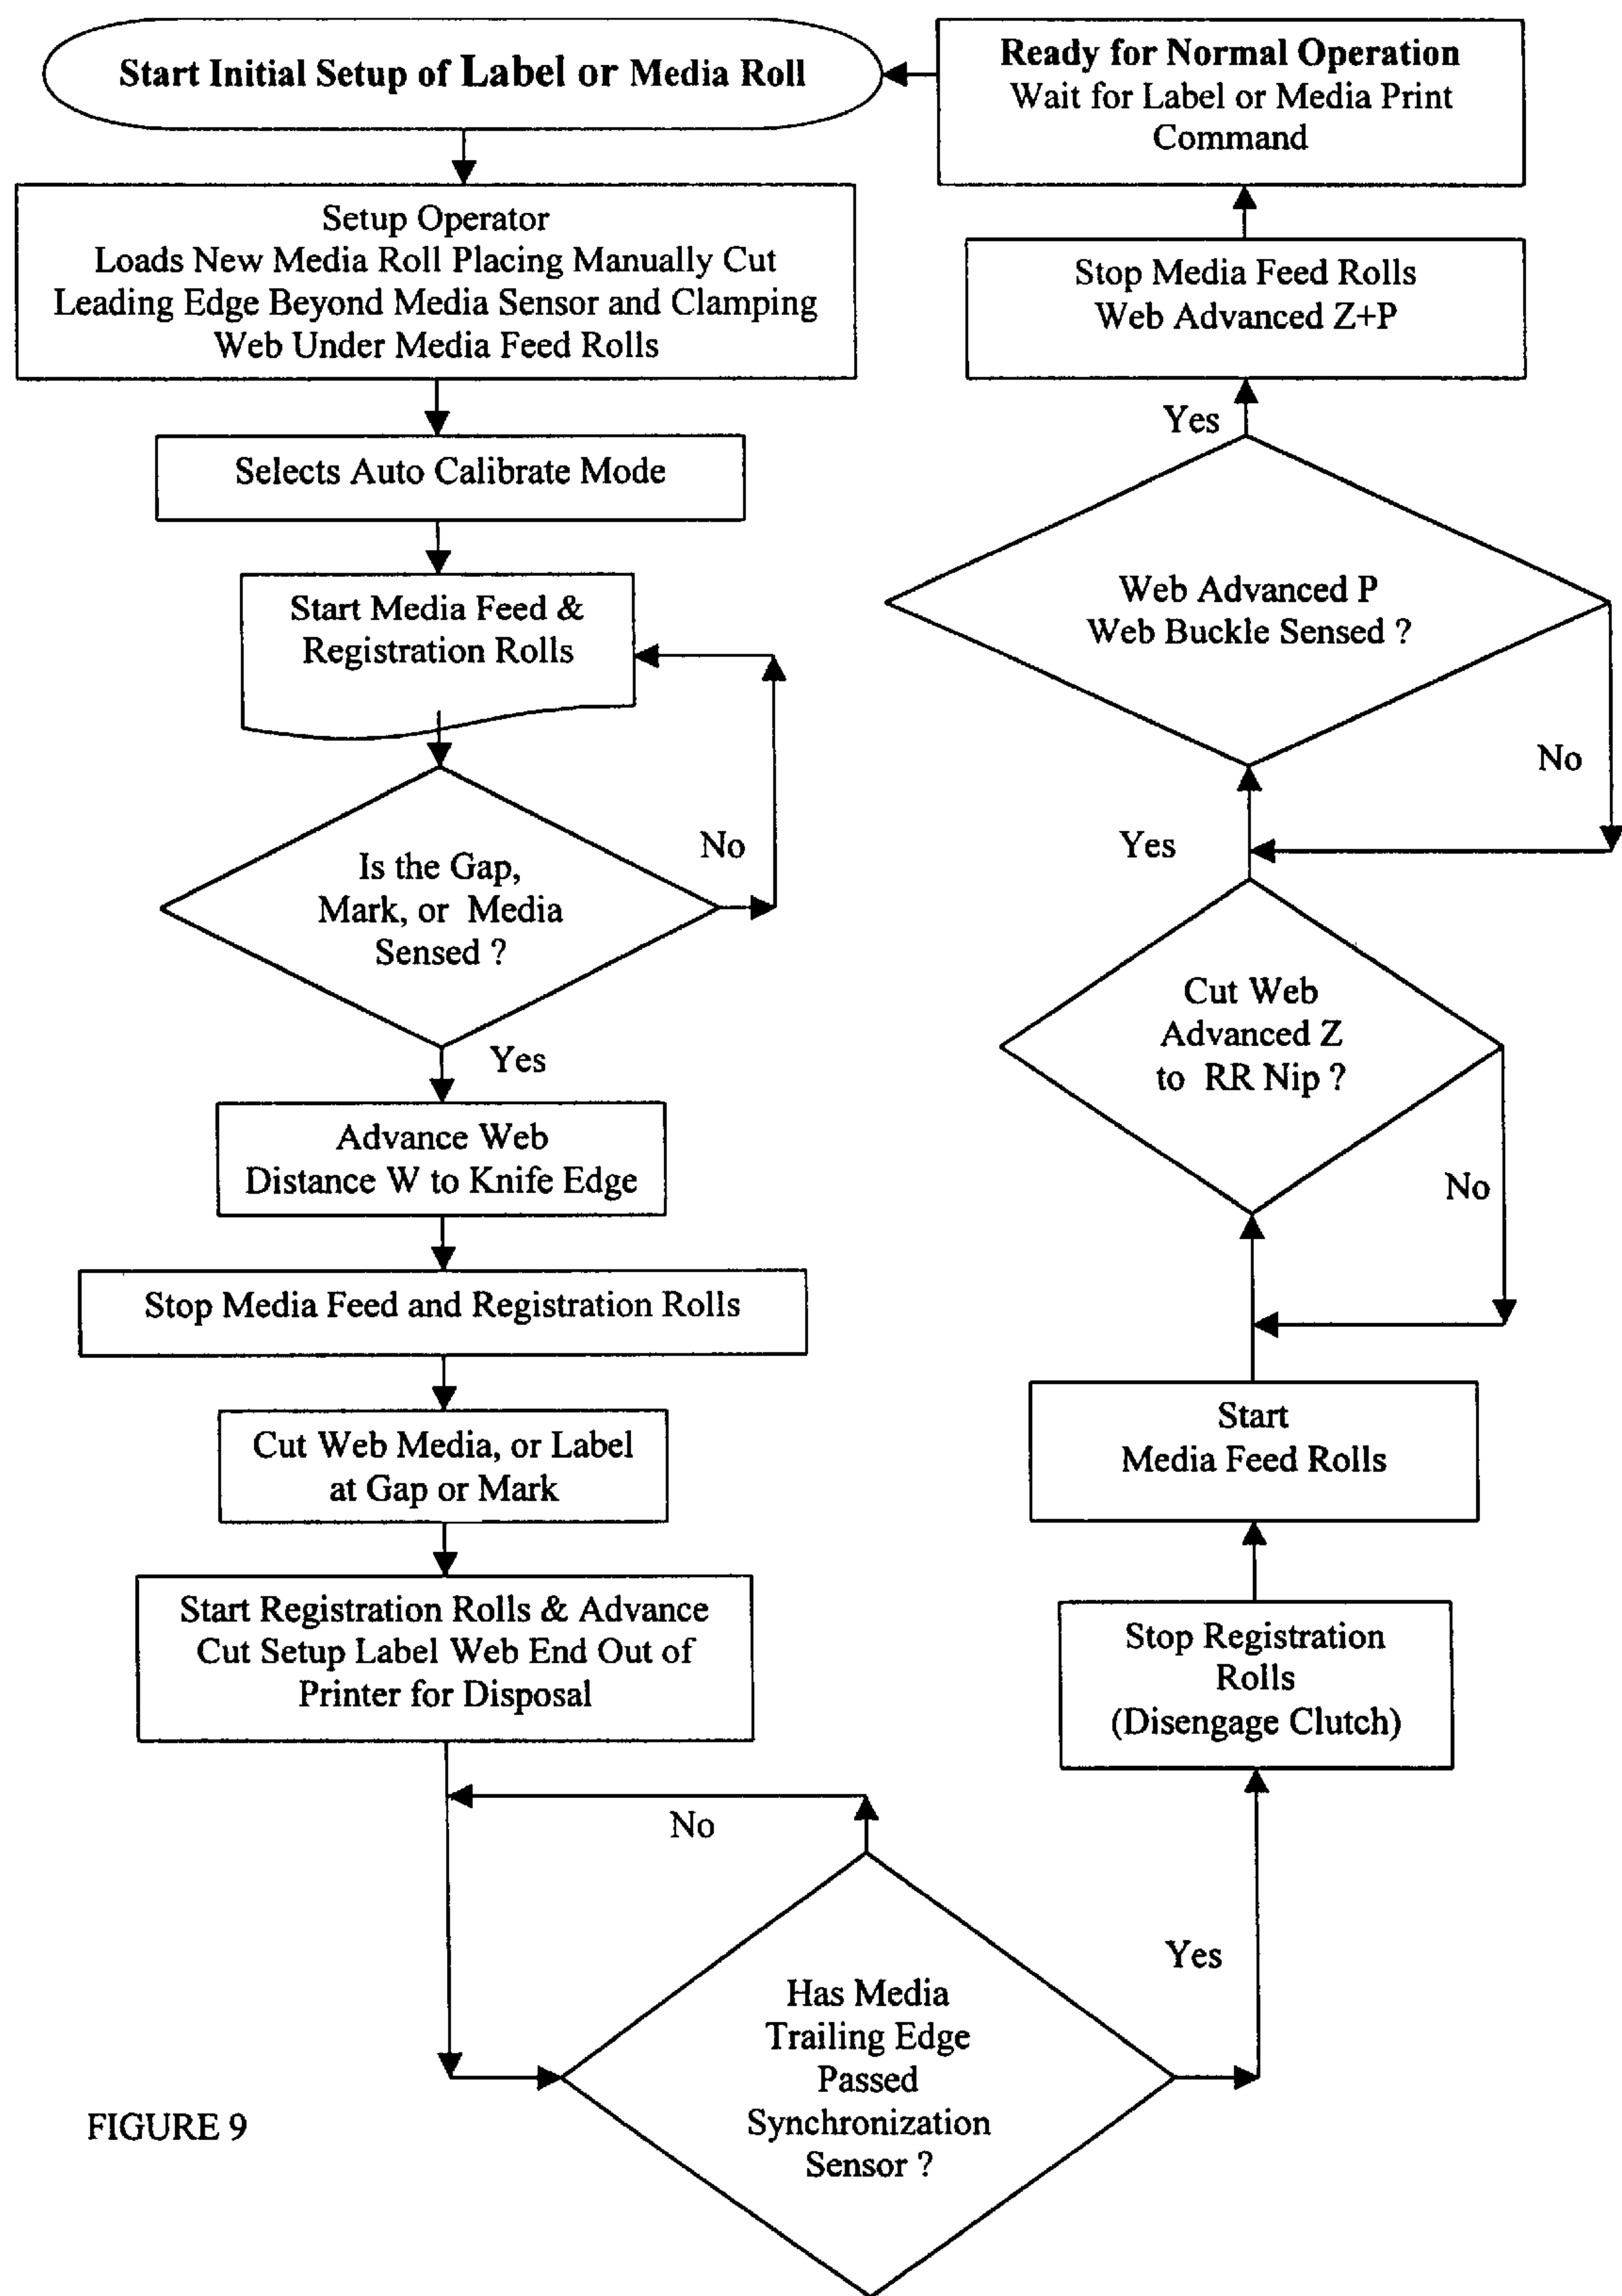 Start Initial Setup of Label or Media Roll
Setup Operator
Loads New Media Roll Placing Manually Cut
Leading Edge Beyond Media Sensor and Clamping
Web Under Media Feed Rolls
Selects Auto Calibrate Mode
Start Media Feed &
Registration Rolls
No
Is the Gap,
Mark, or Media
Sensed ?
Yes
Advance Web
Distance W to Knife Edge
Stop Media Feed and Registration Rolls
Cut Web Media, or Label
at Gap or Mark
Start Registration Rolls & Advance
Cut Setup Label Web End Out of
Printer for Disposal
No
Has Media
Trailing Edge
Passed
Synchronization
Sensor ?
Yes
Stop Registration
Rolls
(Disengage Clutch)
Start
Media Feed Rolls
No
Cut Web
Advanced Z
to RR Nip ?
Yes
No
Web Advanced P
Web Buckle Sensed ?
Yes
Stop Media Feed Rolls
Web Advanced Z+P
Ready for Normal Operation
Wait for Label or Media Print
Command
FIGURE 9